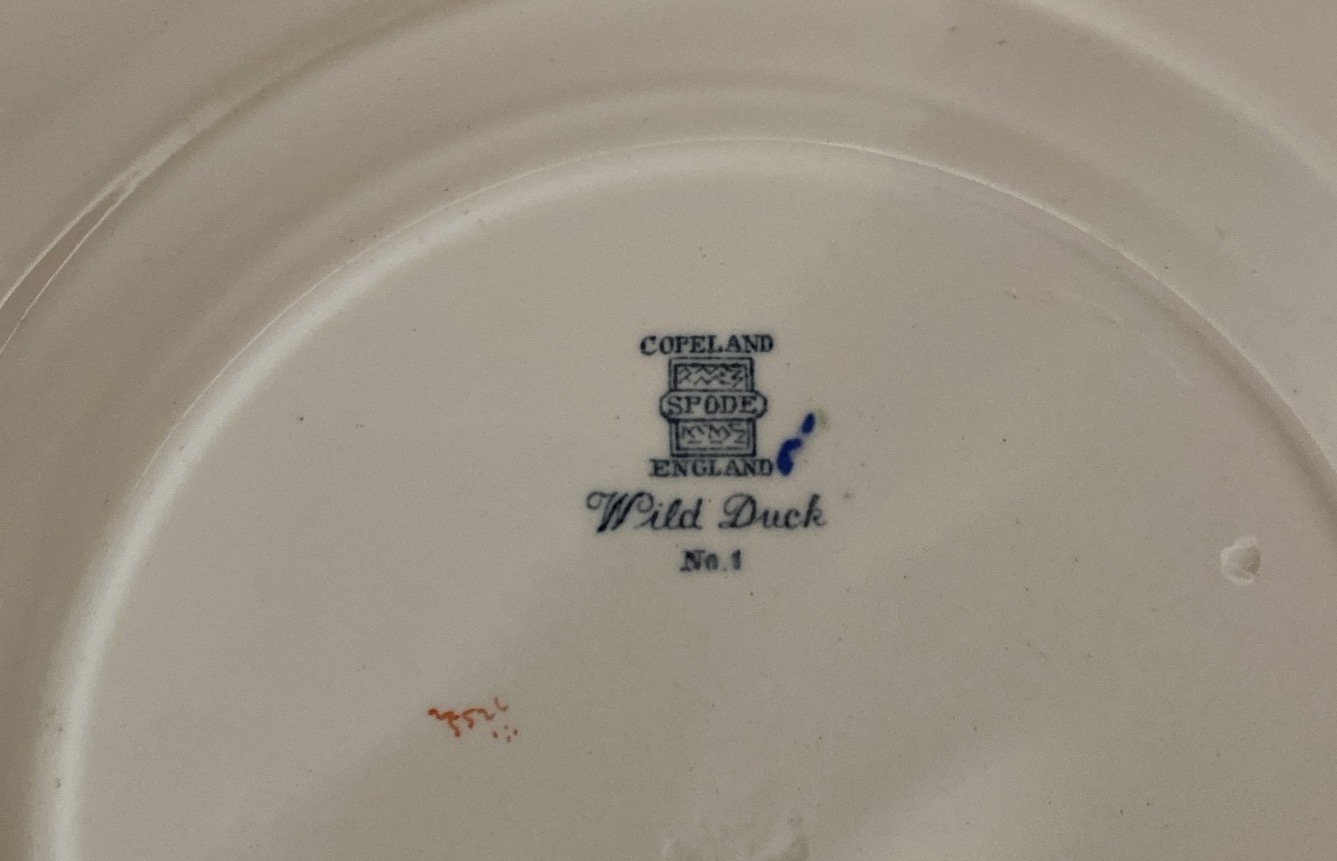 COPELAND
SPODE
ENGLAND
Wild Duck
No. 1